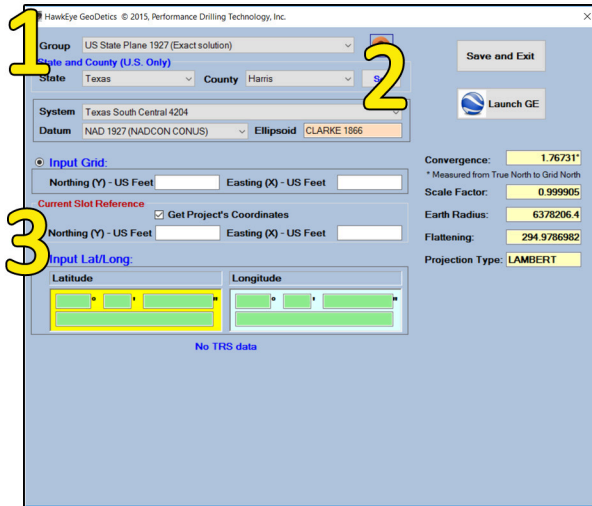 HawkEye GeoDetics © 2015, Performance Drilling Technology, Inc.
1
Group US State Plane 1927 (Exact solution)
Save and Exit
State and County (U.S. Only)
2
State Texas County Harris
Launch GE
System Texas South Central 4204
Datum NAD 1927 (NADCON CONUS) Ellipsoid CLARKE 1866
Input Grid:
Convergence: 1.76731°
* Measured from True North to Grid North
Northing (Y) - US Feet Easting (X) - US Feet
Scale Factor: 0.999905
Current Slot Reference
Get Project's Coordinates
Earth Radius: 6378206.4
3
Northing (Y) - US Feet Easting (X) - US Feet
Flattening: 294.9786982
Input Lat/Long:
Projection Type: LAMBERT
Latitude Longitude
° ' " ° ' "
No TRS data